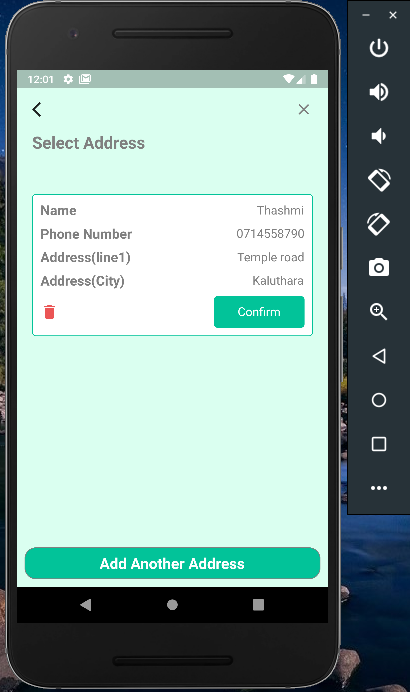 12:01
Select Address
Name Thashmi
Phone Number 0714558790
Address(line1) Temple road
Address(City) Kaluthara
Confirm
Add Another Address